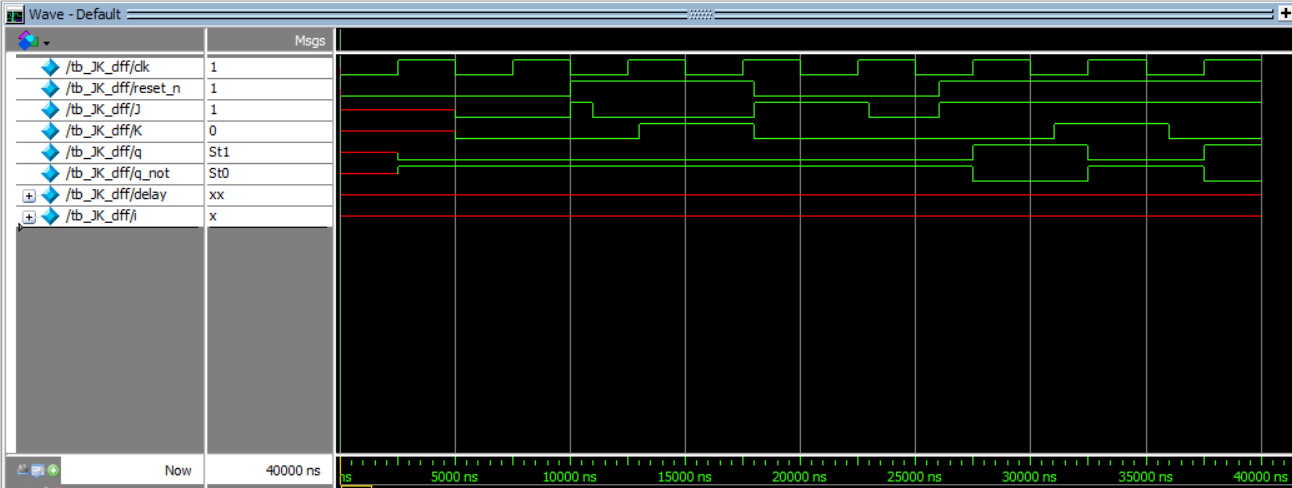 Wave - Default
Msgs
/tb_JK_dff/clk 1
/tb_JK_dff/reset_n 1
/tb_JK_dff/J 1
/tb_JK_dff/K 0
/tb_JK_dff/q St1
/tb_JK_dff/q_not St0
/tb_JK_dff/delay xx
/tb_JK_dff/i x
Now 40000 ns
ns 5000 ns 10000 ns 15000 ns 20000 ns 25000 ns 30000 ns 35000 ns 40000 ns